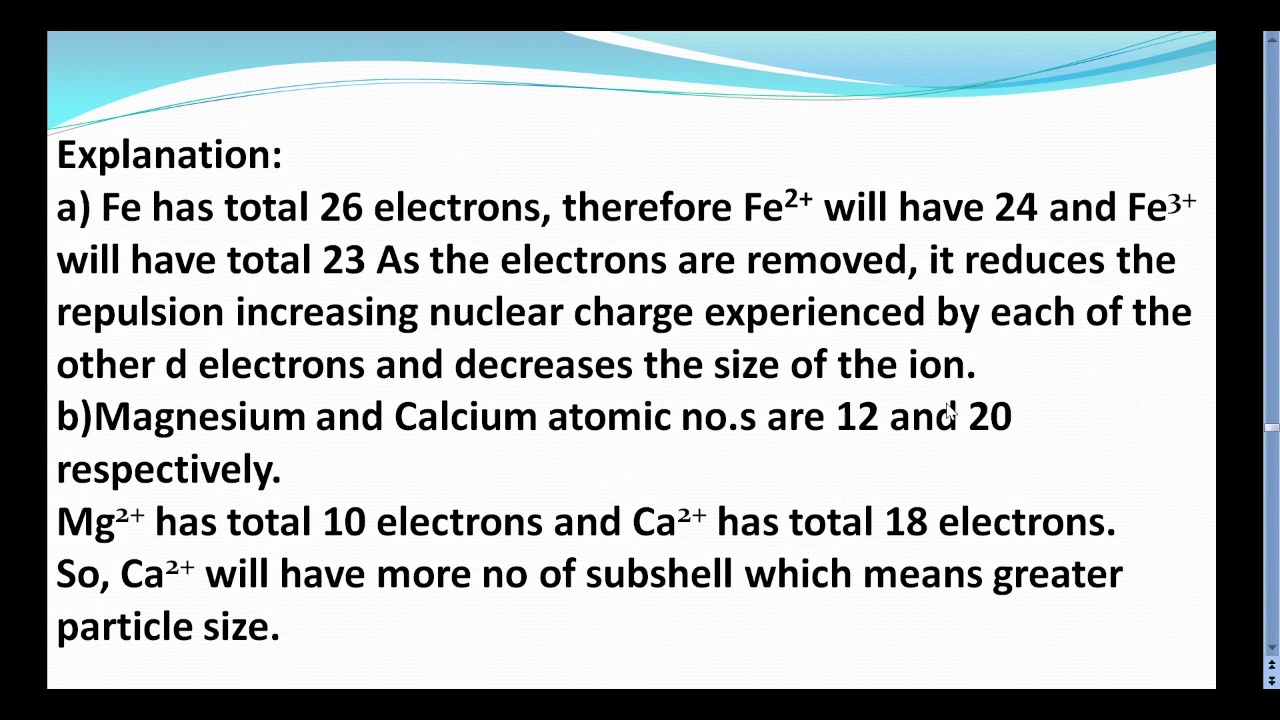 Explanation:
a) Fe has total 26 electrons, therefore Fe²⁺ will have 24 and Fe³⁺
will have total 23 As the electrons are removed, it reduces the
repulsion increasing nuclear charge experienced by each of the
other d electrons and decreases the size of the ion.
b)Magnesium and Calcium atomic no.s are 12 and 20
respectively.
Mg²⁺ has total 10 electrons and Ca²⁺ has total 18 electrons.
So, Ca²⁺ will have more no of subshell which means greater
particle size.